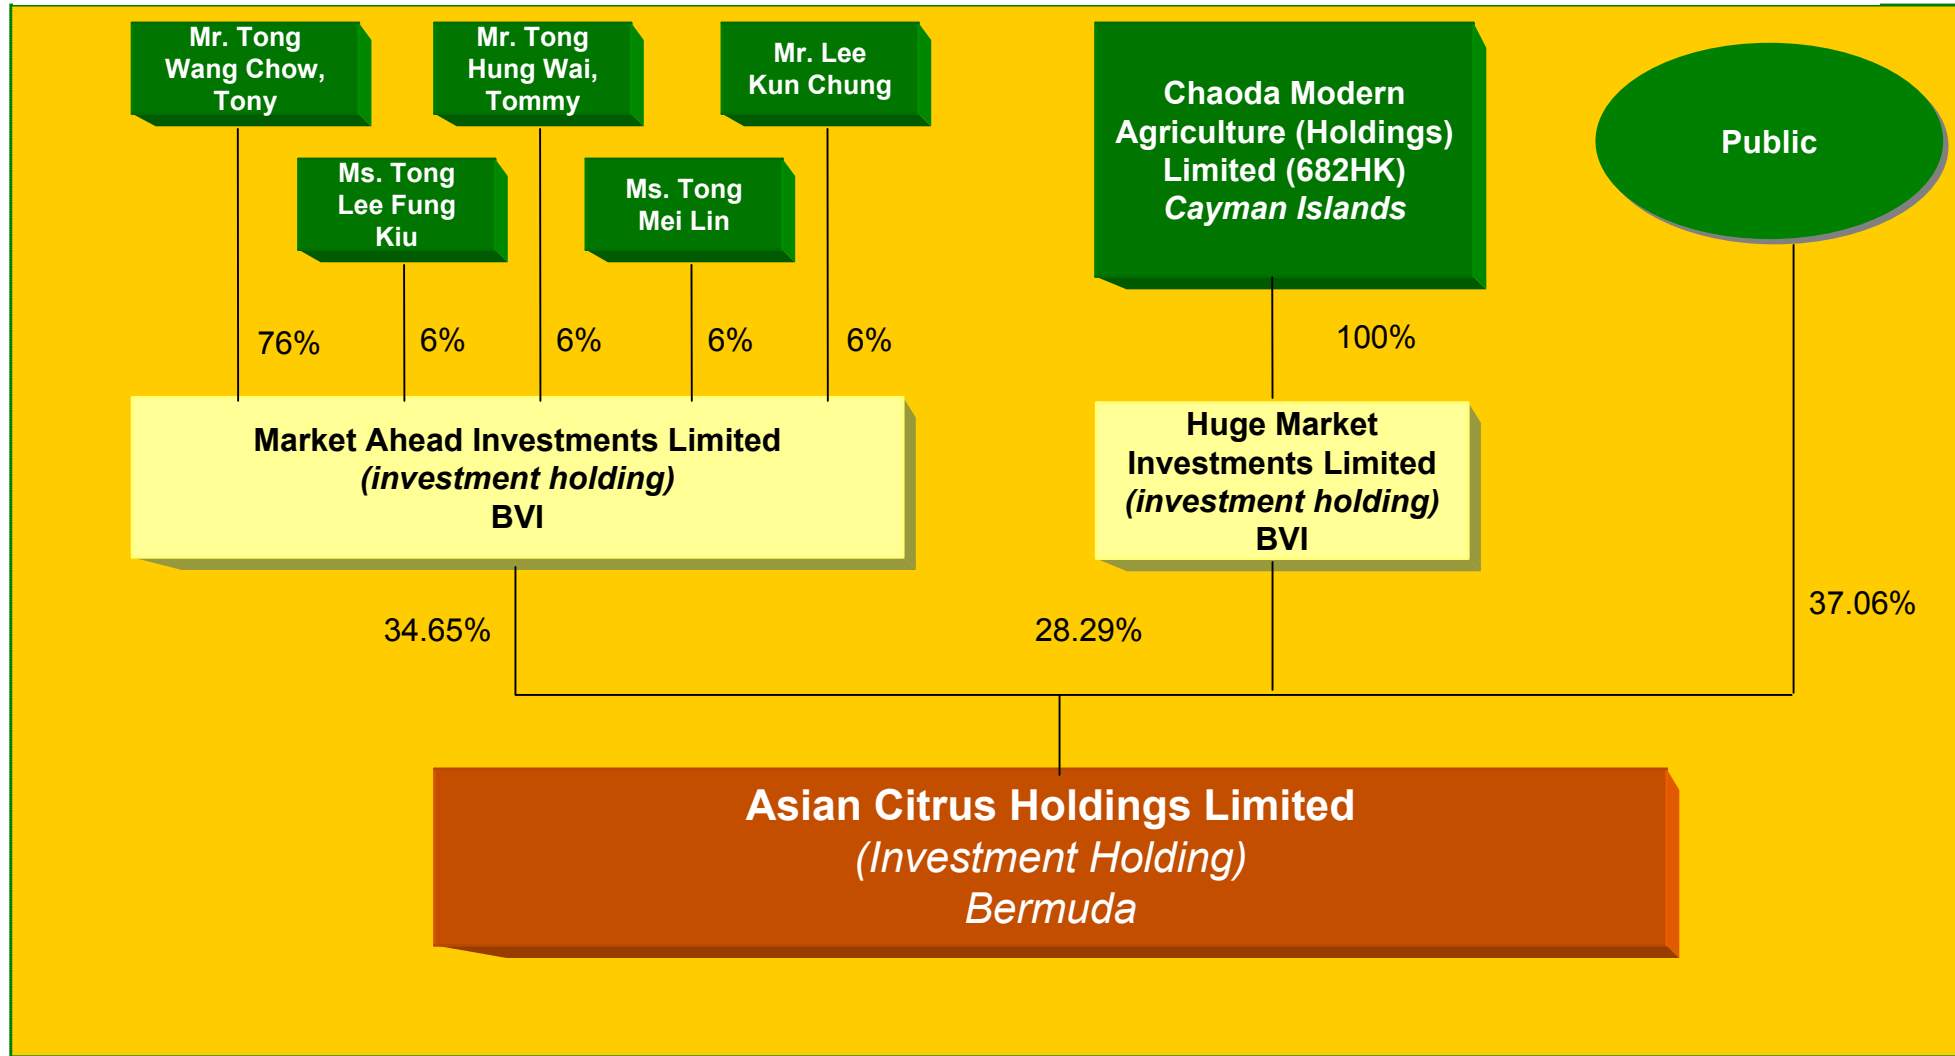 Mr. Tong
Wang Chow,
Tony
Mr. Tong
Hung Wai,
Tommy
Mr. Lee
Kun Chung
Chaoda Modern
Agriculture (Holdings)
Limited (682HK)
Cayman Islands
Public
Ms. Tong
Lee Fung
Kiu
Ms. Tong
Mei Lin
76%
6%
6%
6%
6%
100%
Market Ahead Investments Limited
(investment holding)
BVI
Huge Market
Investments Limited
(investment holding)
BVI
34.65%
28.29%
37.06%
Asian Citrus Holdings Limited
(Investment Holding)
Bermuda